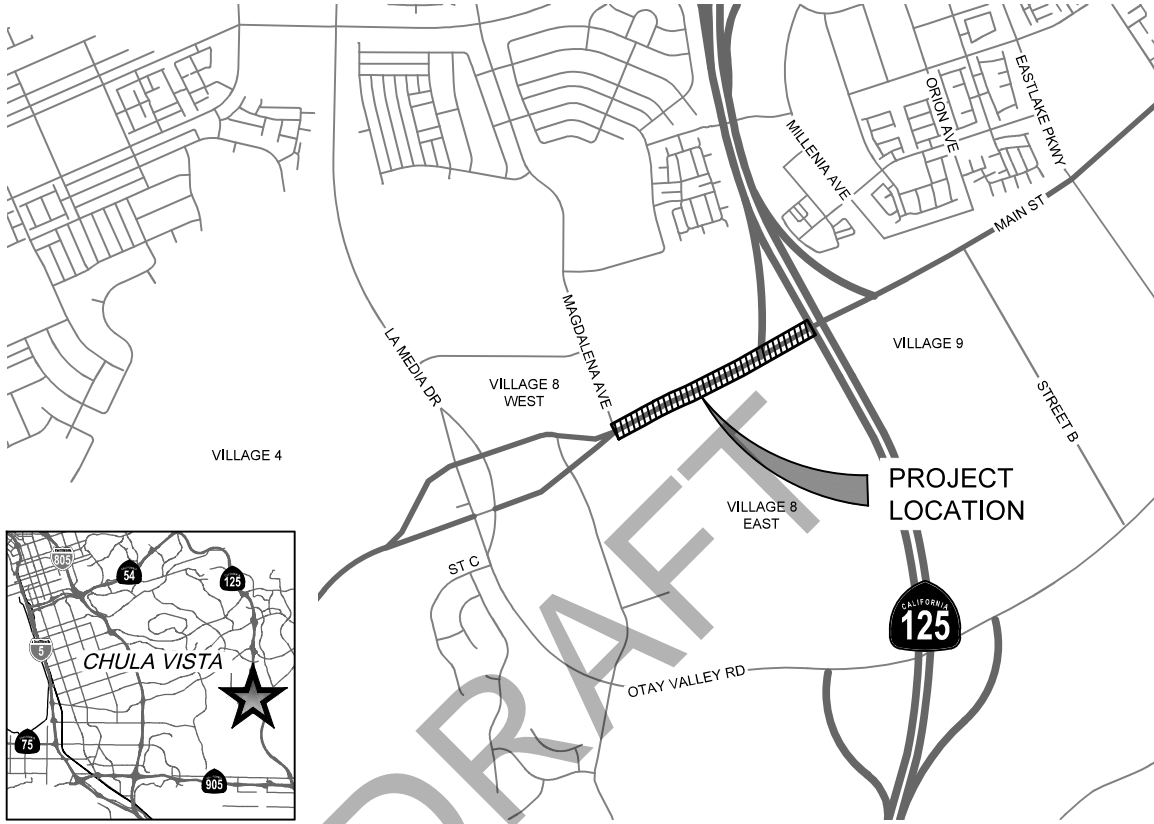 EASTLAKE PKWY
ORION AVE
MILLENIA AVE
MAIN ST
MAGDALENA AVE
LA MEDIA DR
VILLAGE 9
VILLAGE 8
WEST
STREET B
VILLAGE 4
PROJECT
LOCATION
VILLAGE 8
EAST
ST C
CALIFORNIA
125
OTAY VALLEY RD
DRAFT
805
54
125
5
CHULA VISTA
75
905